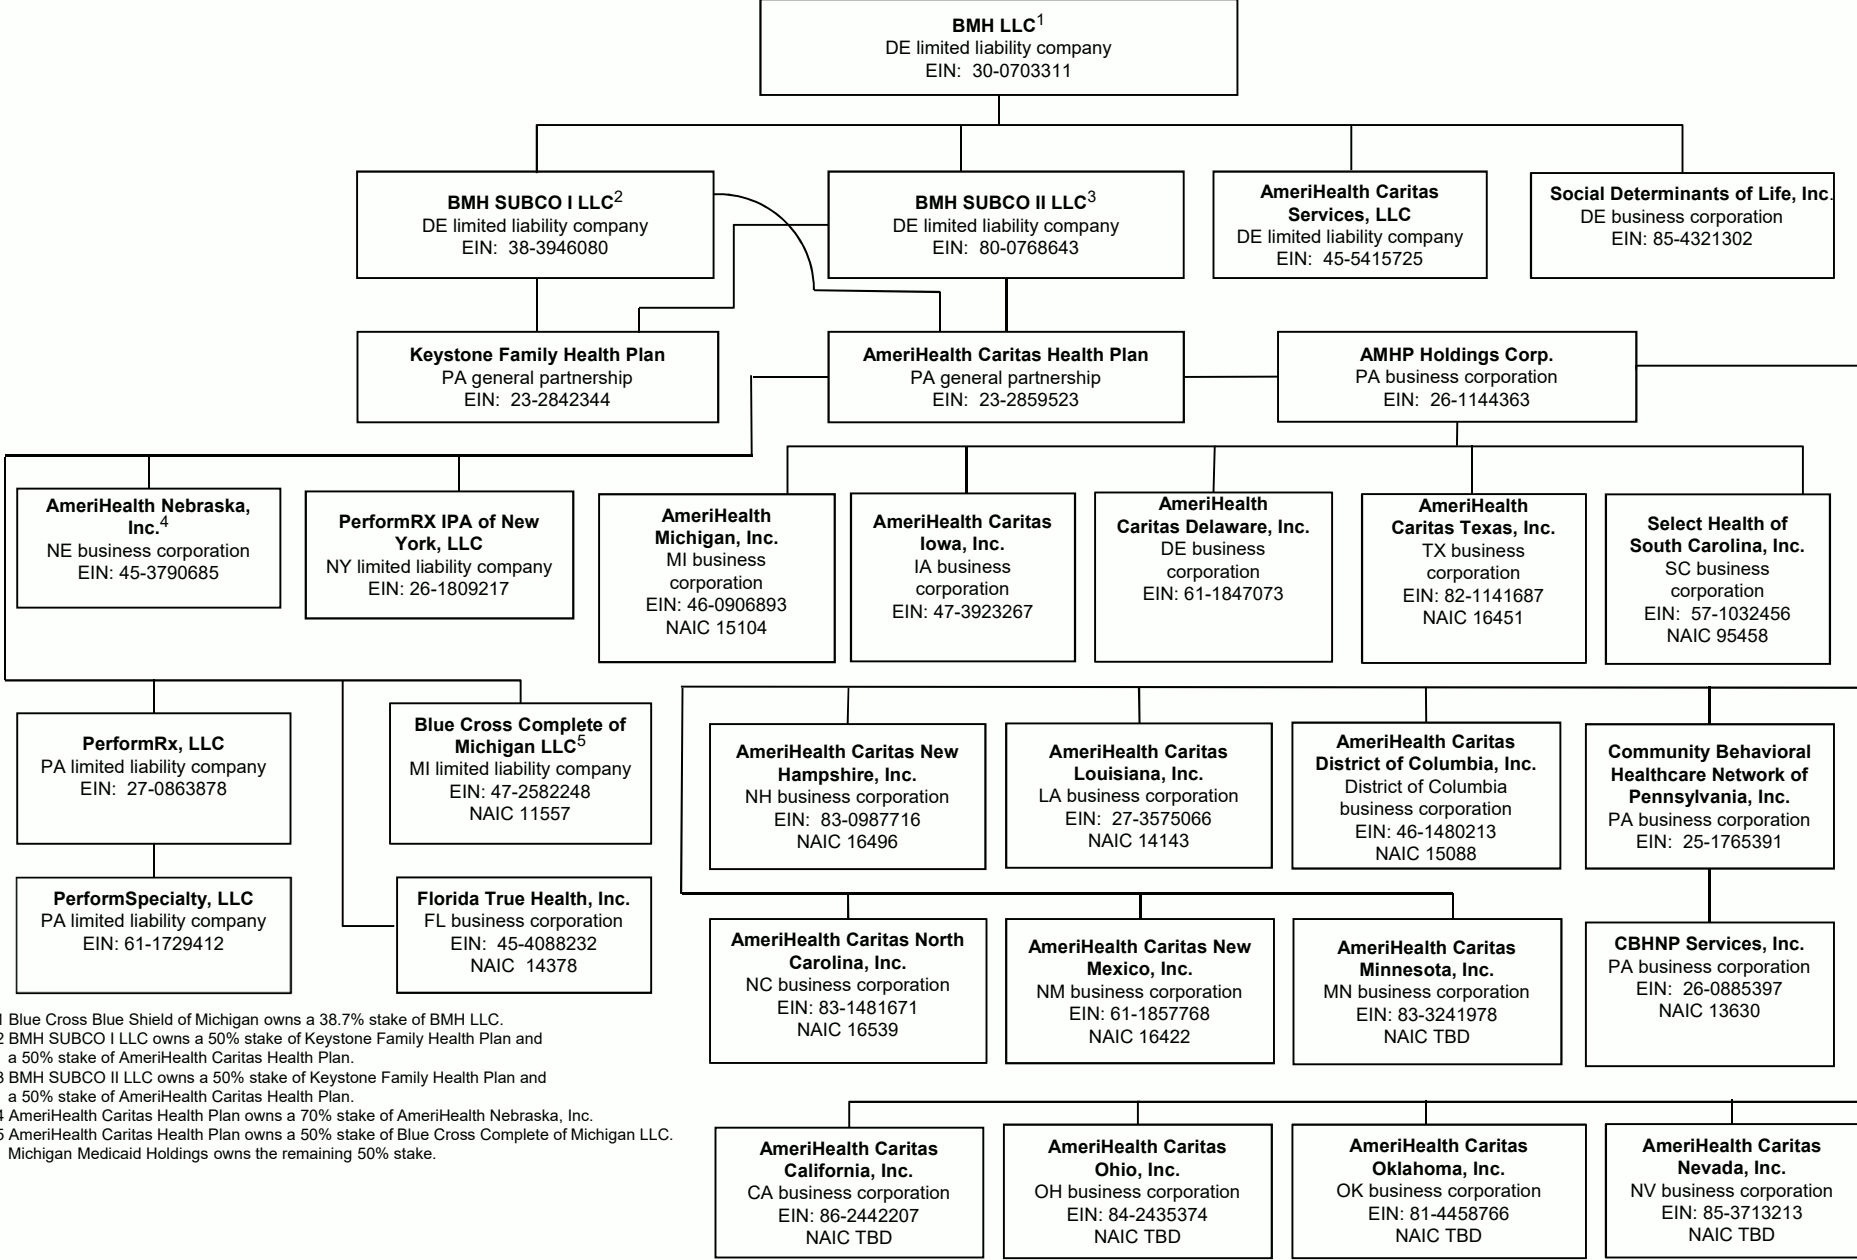 BMH LLC1
DE limited liability company
EIN:  30-0703311
BMH SUBCO I LLC2
DE limited liability company
EIN:  38-3946080
BMH SUBCO II LLC3
DE limited liability company
EIN:  80-0768643
AmeriHealth Caritas
Services, LLC
DE limited liability company
EIN:  45-5415725
Social Determinants of Life, Inc.
DE business corporation
EIN: 85-4321302
Keystone Family Health Plan
PA general partnership
EIN:  23-2842344
AmeriHealth Caritas Health Plan
PA general partnership
EIN:  23-2859523
AMHP Holdings Corp.
PA business corporation
EIN:  26-1144363
AmeriHealth Nebraska,
Inc.4
NE business corporation
EIN: 45-3790685
PerformRX IPA of New
York, LLC
NY limited liability company
EIN: 26-1809217
AmeriHealth
Michigan, Inc.
MI business
corporation
EIN: 46-0906893
NAIC 15104
AmeriHealth Caritas
Iowa, Inc.
IA business
corporation
EIN: 47-3923267
AmeriHealth
Caritas Delaware, Inc.
DE business
corporation
EIN: 61-1847073
AmeriHealth
Caritas Texas, Inc.
TX business
corporation
EIN: 82-1141687
NAIC 16451
Select Health of
South Carolina, Inc.
SC business
corporation
EIN:  57-1032456
NAIC 95458
PerformRx, LLC
PA limited liability company
EIN:  27-0863878
Blue Cross Complete of
Michigan LLC5
MI limited liability company
EIN: 47-2582248
NAIC 11557
AmeriHealth Caritas New
Hampshire, Inc.
NH business corporation
EIN:  83-0987716
NAIC 16496
AmeriHealth Caritas
Louisiana, Inc.
LA business corporation
EIN:  27-3575066
NAIC 14143
AmeriHealth Caritas
District of Columbia, Inc.
District of Columbia
business corporation
EIN: 46-1480213
NAIC 15088
Community Behavioral
Healthcare Network of
Pennsylvania, Inc.
PA business corporation
EIN:  25-1765391
PerformSpecialty, LLC
PA limited liability company
EIN: 61-1729412
Florida True Health, Inc.
FL business corporation
EIN:  45-4088232
NAIC  14378
AmeriHealth Caritas North
Carolina, Inc.
NC business corporation
EIN: 83-1481671
NAIC 16539
AmeriHealth Caritas New
Mexico, Inc.
NM business corporation
EIN: 61-1857768
NAIC 16422
AmeriHealth Caritas
Minnesota, Inc.
MN business corporation
EIN: 83-3241978
NAIC TBD
CBHNP Services, Inc.
PA business corporation
EIN: 26-0885397
NAIC 13630
1 Blue Cross Blue Shield of Michigan owns a 38.7% stake of BMH LLC.
2 BMH SUBCO I LLC owns a 50% stake of Keystone Family Health Plan and
a 50% stake of AmeriHealth Caritas Health Plan.
3 BMH SUBCO II LLC owns a 50% stake of Keystone Family Health Plan and
a 50% stake of AmeriHealth Caritas Health Plan.
4 AmeriHealth Caritas Health Plan owns a 70% stake of AmeriHealth Nebraska, Inc.
5 AmeriHealth Caritas Health Plan owns a 50% stake of Blue Cross Complete of Michigan LLC.
Michigan Medicaid Holdings owns the remaining 50% stake.
AmeriHealth Caritas
California, Inc.
CA business corporation
EIN: 86-2442207
NAIC TBD
AmeriHealth Caritas
Ohio, Inc.
OH business corporation
EIN: 84-2435374
NAIC TBD
AmeriHealth Caritas
Oklahoma, Inc.
OK business corporation
EIN: 81-4458766
NAIC TBD
AmeriHealth Caritas
Nevada, Inc.
NV business corporation
EIN: 85-3713213
NAIC TBD